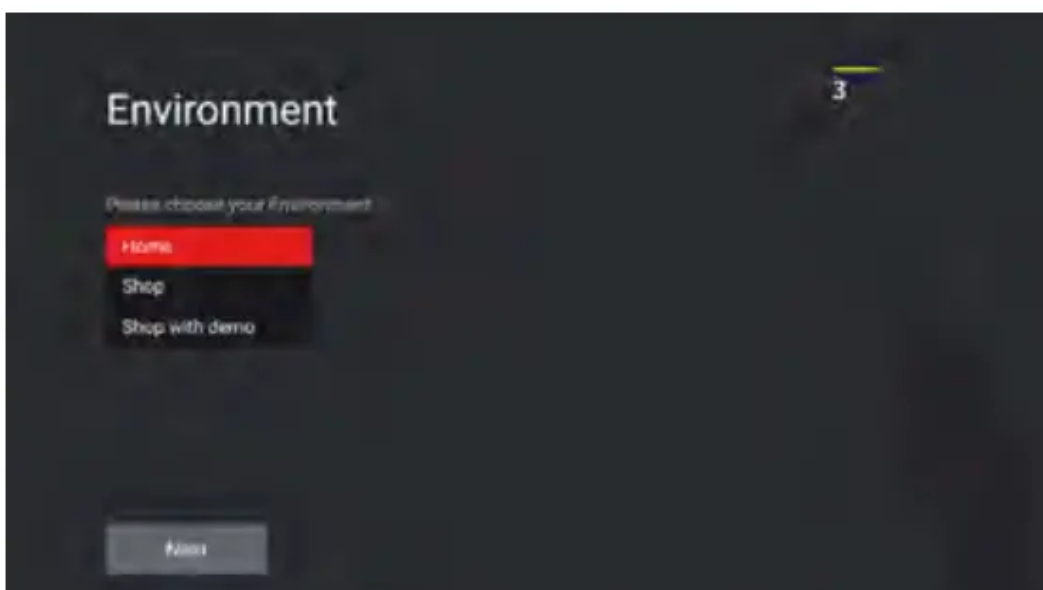 Environment
3
Please choose your Environment
Home
Shop
Shop with demo
Next